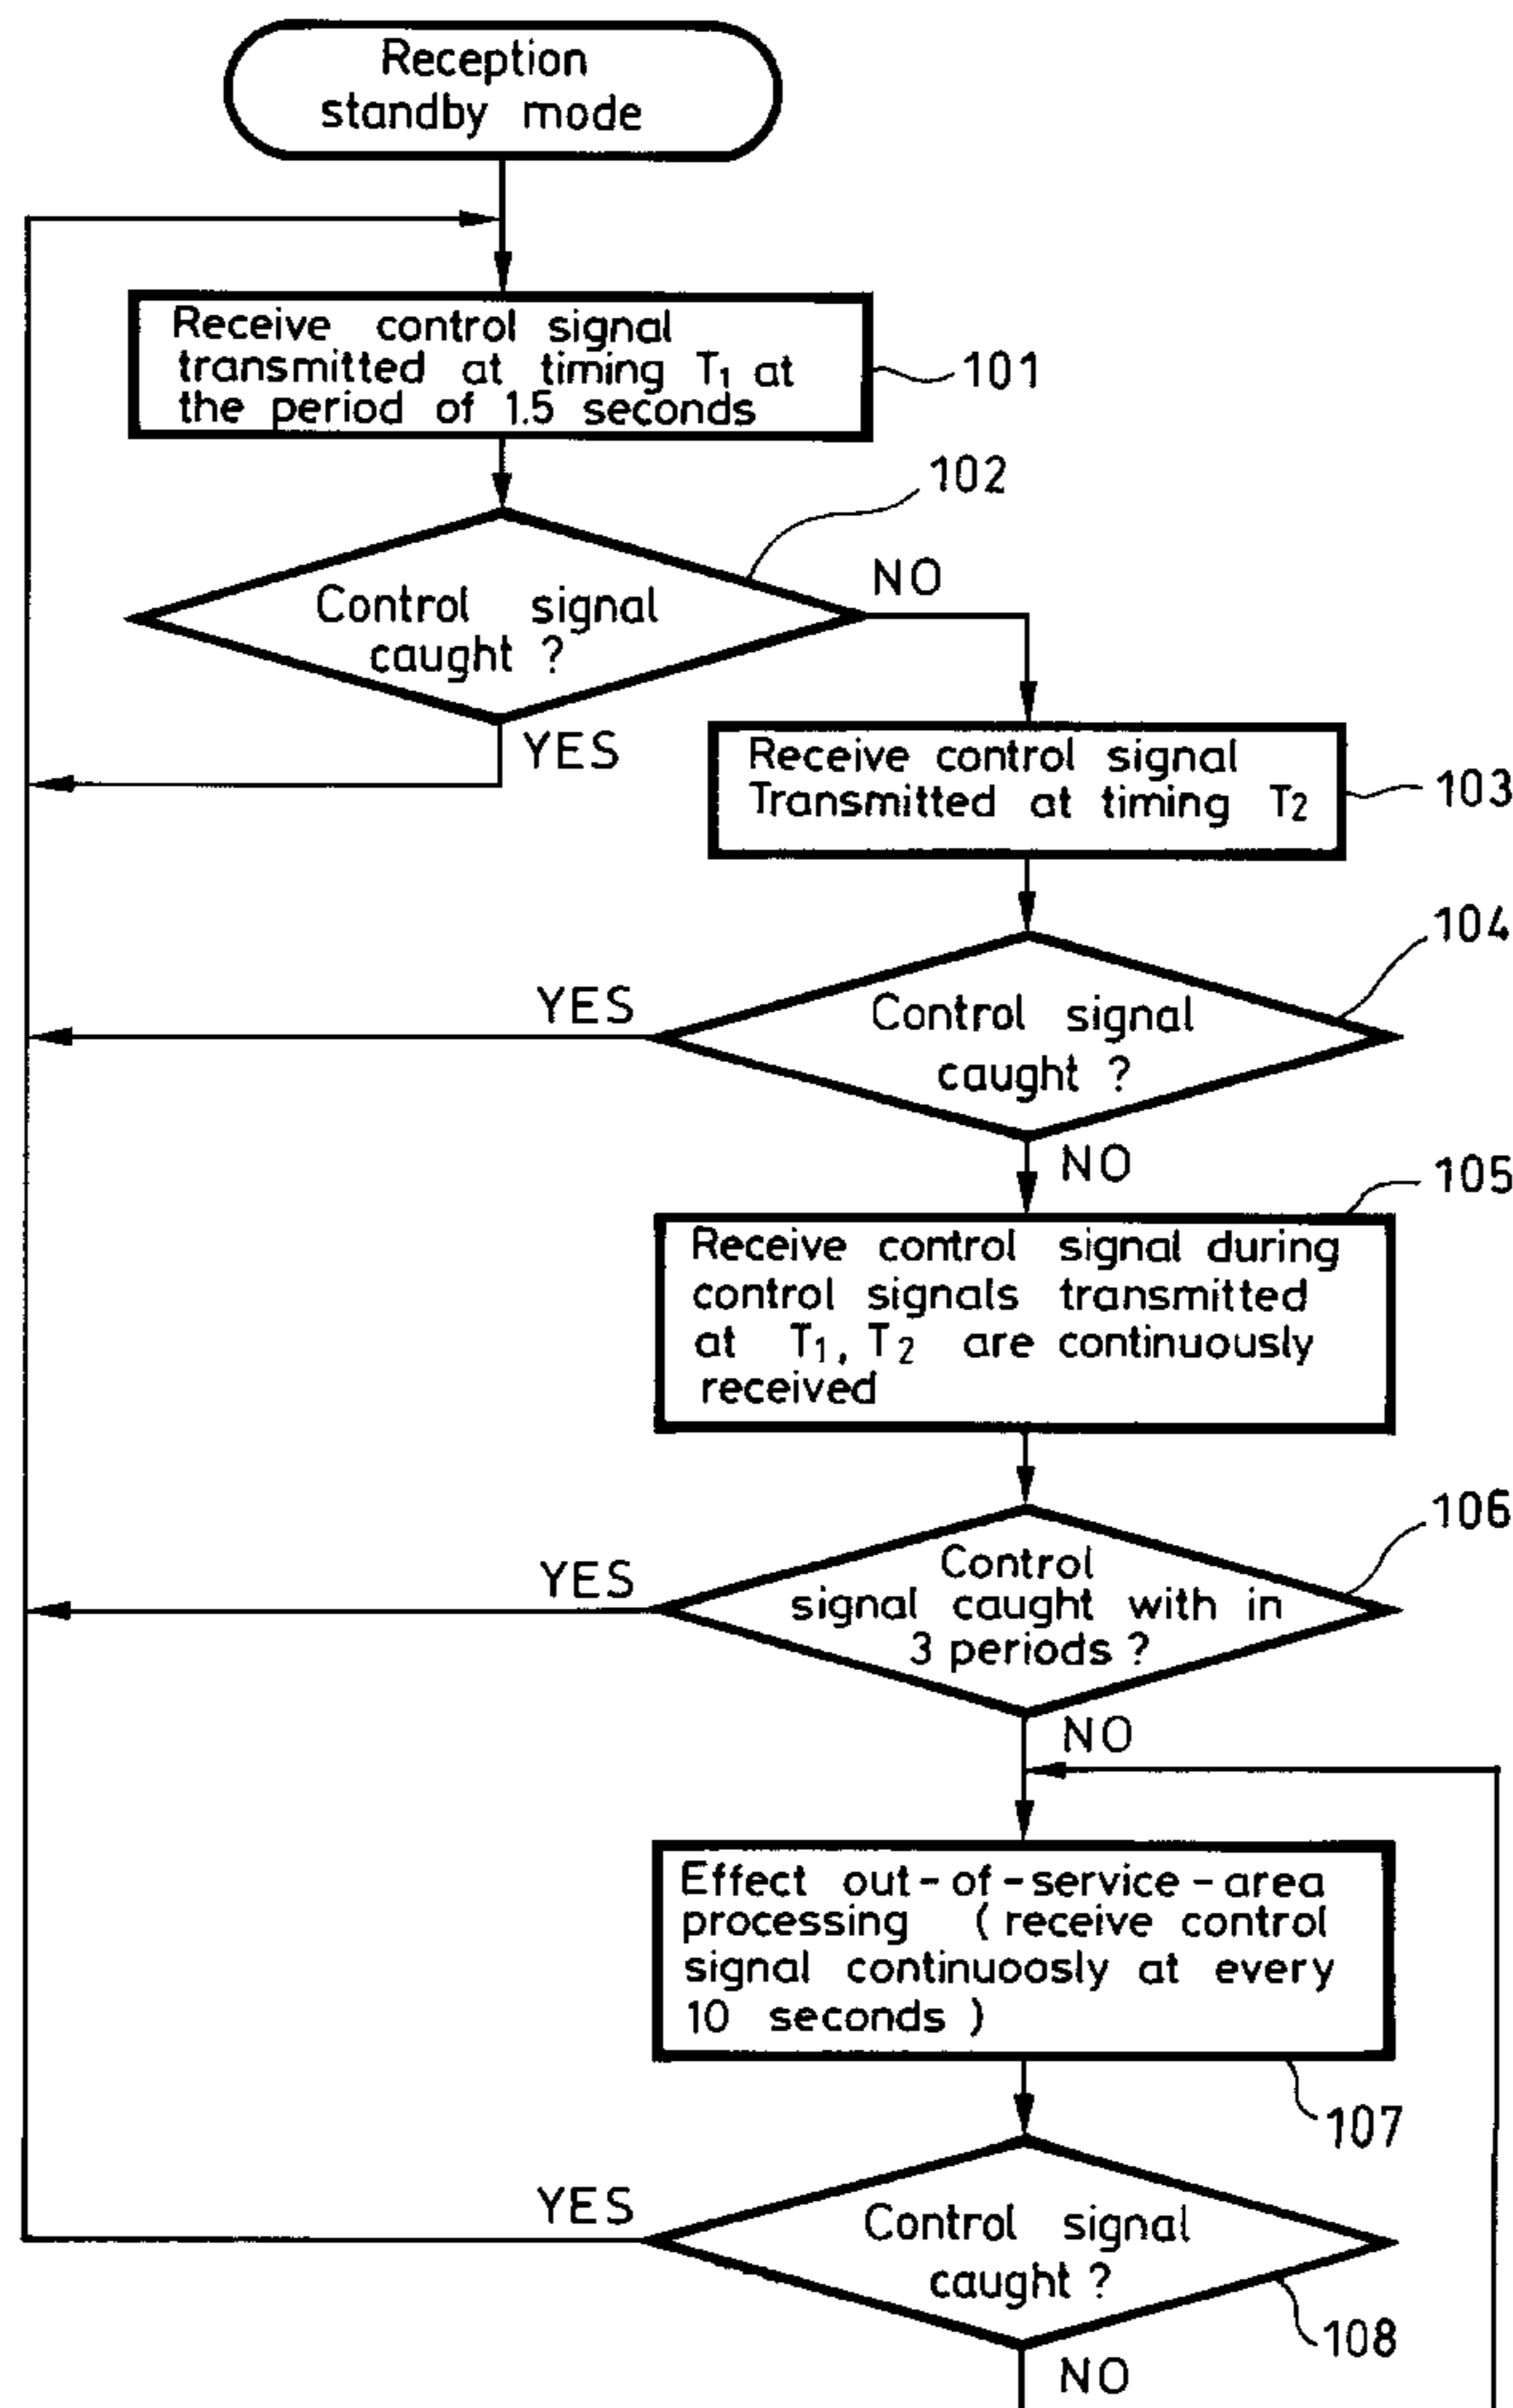 Reception
standby mode
Receive control signal
transmitted at timing T₁ at
the period of 1.5 seconds
101
102
Control signal
caught ?
NO
YES
Receive control signal
Transmitted at timing T₂
103
104
YES
Control signal
caught ?
NO
105
Receive control signal during
control signals transmitted
at T₁, T₂ are continuously
received
106
YES
Control
signal caught with in
3 periods ?
NO
Effect out-of-service-area
processing (receive control
signal continuoosly at every
10 seconds)
107
YES
Control signal
caught ?
108
NO